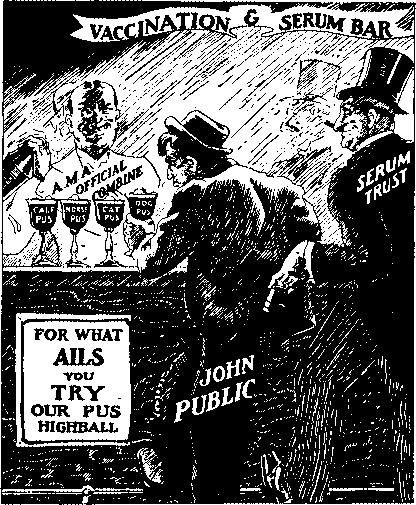 VACCINATION & SERUM BAR
A.M.A. OFFICIAL
COMBINE
CALF
PUS
HORSE
PUS
CAT
PUS
DOG
PUS
SERUM
TRUST
FOR WHAT
AILS
YOU
TRY
OUR PUS
HIGHBALL
JOHN
PUBLIC